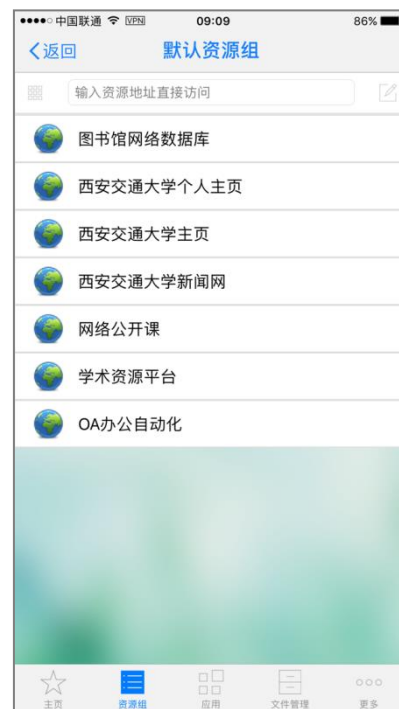 中国联通 VPN 09:09 86%
返回 默认资源组
输入资源地址直接访问
图书馆网络数据库
西安交通大学个人主页
西安交通大学主页
西安交通大学新闻网
网络公开课
学术资源平台
OA办公自动化
主页 资源组 应用 文件管理 更多